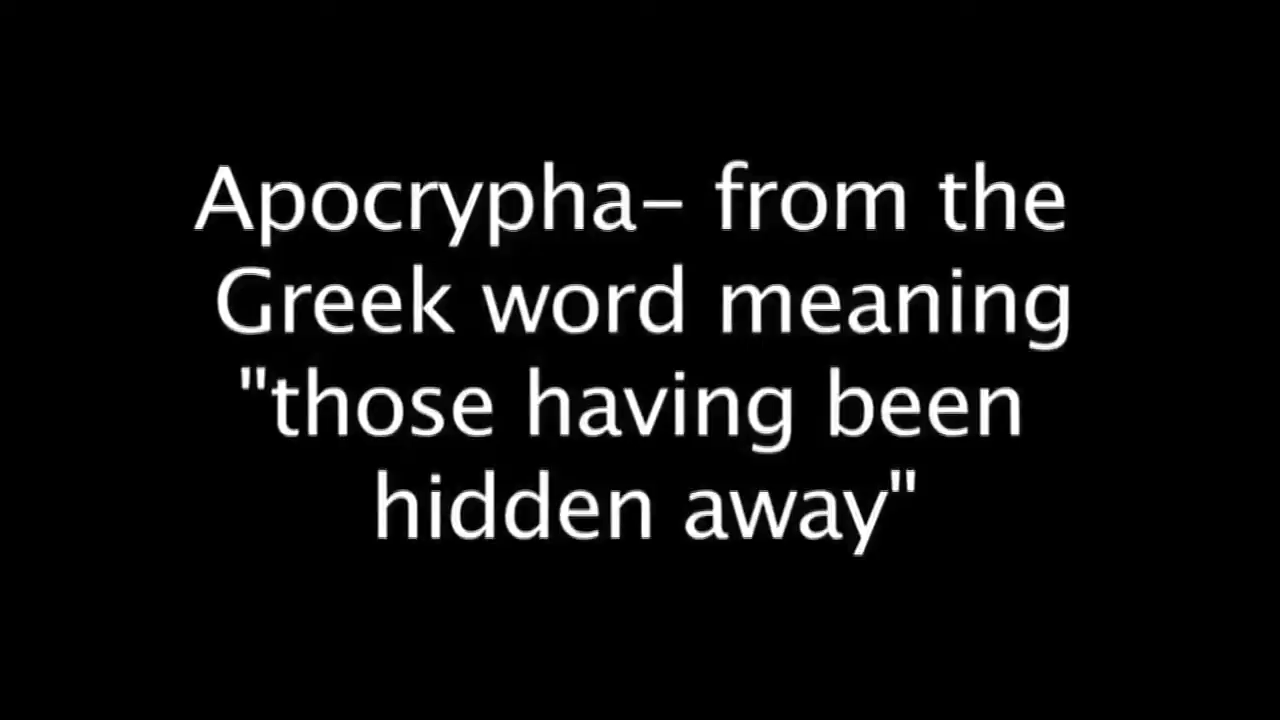 Apocrypha- from the
Greek word meaning
"those having been
hidden away"